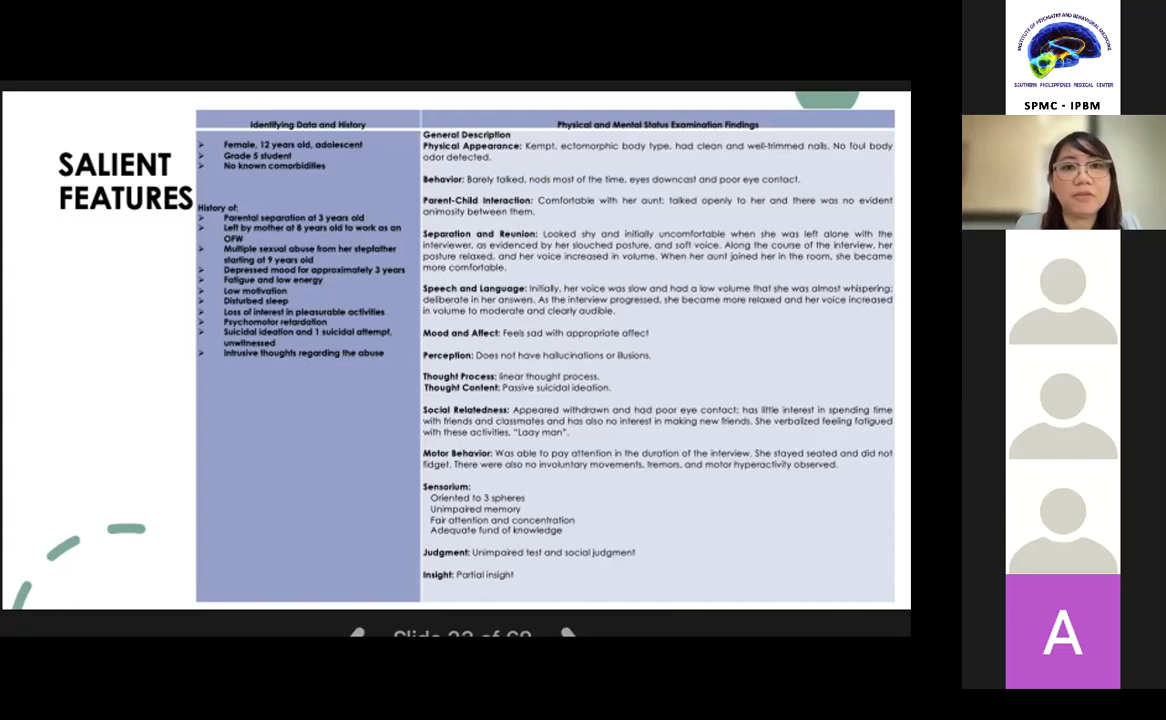 SALIENT
FEATURES
Identifying Data and History
Female, 12 years old, adolescent
Grade 5 student
No known comorbidities
History of:
Parental separation at 3 years old
Left by mother at 8 years old to work as an
OFW
Multiple sexual abuse from her stepfather
starting at 9 years old
Depressed mood for approximately 3 years
Fatigue and low energy
Low motivation
Disturbed sleep
Loss of interest in pleasurable activities
Psychomotor retardation
Suicidal ideation and 1 suicidal attempt,
unwitnessed
Intrusive thoughts regarding the abuse
Physical and Mental Status Examination Findings
General Description
Physical Appearance: Kempt, ectomorphic body type, had clean and well-trimmed nails. No foul body
odor detected.
Behavior: Barely talked, nods most of the time, eyes downcast and poor eye contact.
Parent-Child Interaction: Comfortable with her aunt; talked openly to her and there was no evident
animosity between them.
Separation and Reunion: Looked shy and initially uncomfortable when she was left alone with the
interviewer, as evidenced by her slouched posture, and soft voice. Along the course of the interview, her
posture relaxed, and her voice increased in volume. When her aunt joined her in the room, she became
more comfortable.
Speech and Language: Initially, her voice was slow and had a low volume that she was almost whispering;
deliberate in her answers. As the interview progressed, she became more relaxed and her voice increased
in volume to moderate and clearly audible.
Mood and Affect: Feels sad with appropriate affect
Perception: Does not have hallucinations or illusions.
Thought Process: linear thought process.
Thought Content: Passive suicidal ideation.
Social Relatedness: Appeared withdrawn and had poor eye contact; has little interest in spending time
with friends and classmates and has also no interest in making new friends. She verbalized feeling fatigued
with these activities, "Laay man".
Motor Behavior: Was able to pay attention in the duration of the interview. She stayed seated and did not
fidget. There were also no involuntary movements, tremors, and motor hyperactivity observed.
Sensorium:
Oriented to 3 spheres
Unimpaired memory
Fair attention and concentration
Adequate fund of knowledge
Judgment: Unimpaired test and social judgment
Insight: Partial insight
INSTITUTE OF PSYCHIATRY AND BEHAVIORAL MEDICINE
SOUTHERN PHILIPPINES MEDICAL CENTER
SPMC - IPBM
A